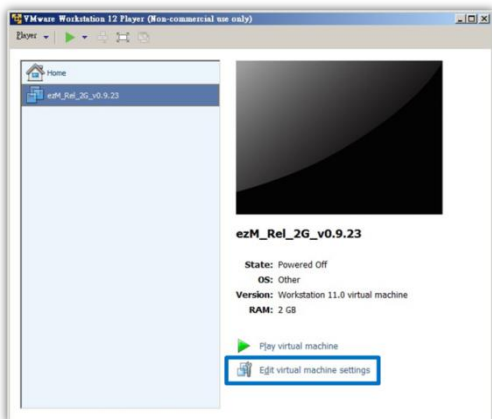 VMware Workstation 12 Player (Non-commercial use only)
Player
Home
ezM_Rel_2G_v0.9.23
ezM_Rel_2G_v0.9.23
State: Powered Off
OS: Other
Version: Workstation 11.0 virtual machine
RAM: 2 GB
Play virtual machine
Edit virtual machine settings